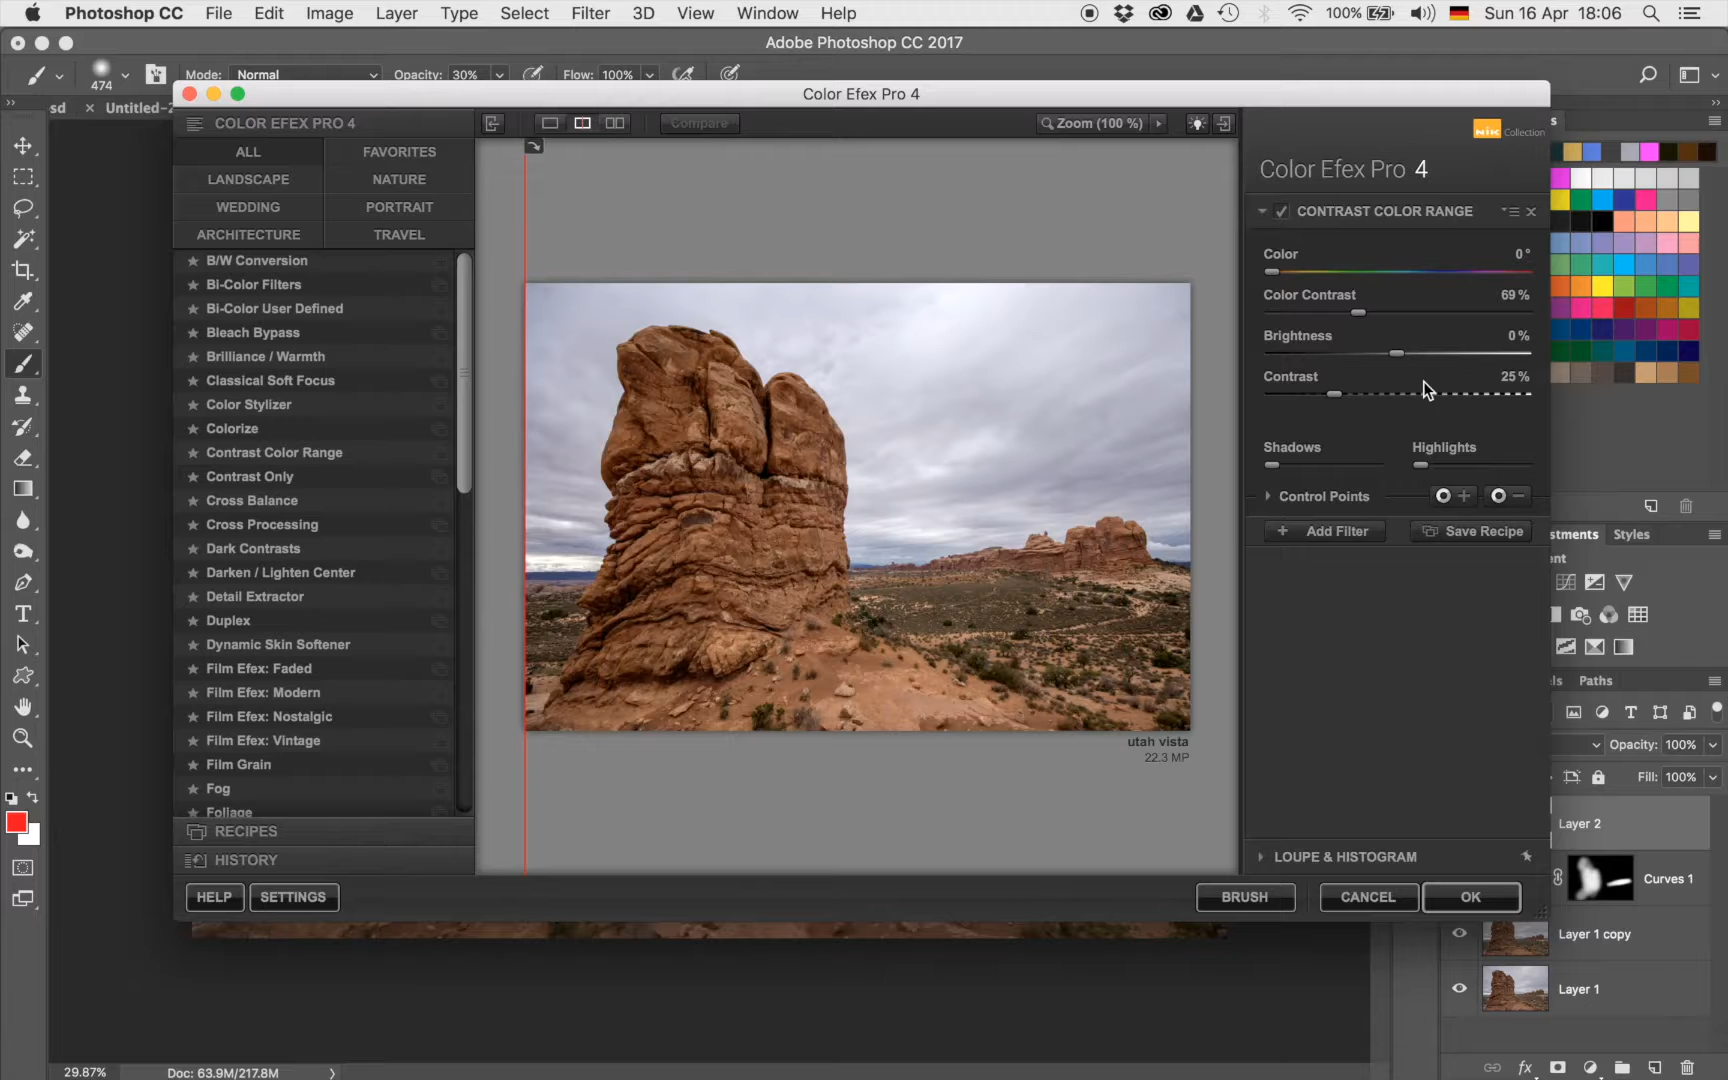 Photoshop CC File Edit Image Layer Type Select Filter 3D View Window Help 100% Sun 16 Apr 18:06
Adobe Photoshop CC 2017
474 Mode: Normal Opacity: 30% Flow: 100%
sd × Untitled-2
Color Efex Pro 4
COLOR EFEX PRO 4
Compare
Zoom (100 %)
ALL FAVORITES
LANDSCAPE NATURE
WEDDING PORTRAIT
ARCHITECTURE TRAVEL
B/W Conversion
Bi-Color Filters
Bi-Color User Defined
Bleach Bypass
Brilliance / Warmth
Classical Soft Focus
Color Stylizer
Colorize
Contrast Color Range
Contrast Only
Cross Balance
Cross Processing
Dark Contrasts
Darken / Lighten Center
Detail Extractor
Duplex
Dynamic Skin Softener
Film Efex: Faded
Film Efex: Modern
Film Efex: Nostalgic
Film Efex: Vintage
Film Grain
Fog
Foliage
RECIPES
HISTORY
HELP SETTINGS
utah vista
22.3 MP
Nik Collection
Color Efex Pro 4
CONTRAST COLOR RANGE
Color 0°
Color Contrast 69%
Brightness 0%
Contrast 25%
Shadows Highlights
Control Points
Add Filter Save Recipe
LOUPE & HISTOGRAM
BRUSH CANCEL OK
s
stments Styles
ent
els Paths
Opacity: 100%
Fill: 100%
Layer 2
Curves 1
Layer 1 copy
Layer 1
fx
29.87% Doc: 63.9M/217.8M